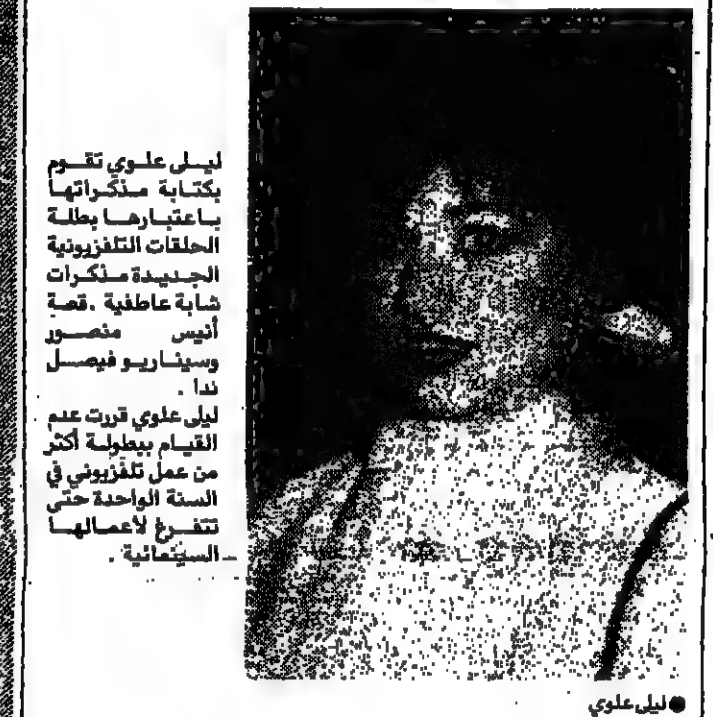 ليلى علوي تقوم
بكتابة مذكراتها
باعتبارها بطلة
الحلقات التلفزيونية
الجديدة مذكرات
شابة عاطفية . قصة
أنيس منصور
وسيناريو فيصل
ندا .
ليلى علوي قررت عدم
القيام ببطولة أكثر
من عمل تلفزيوني في
السنة الواحدة حتى
تتفرغ لأعمالها
السينمائية .
● ليلى علوي